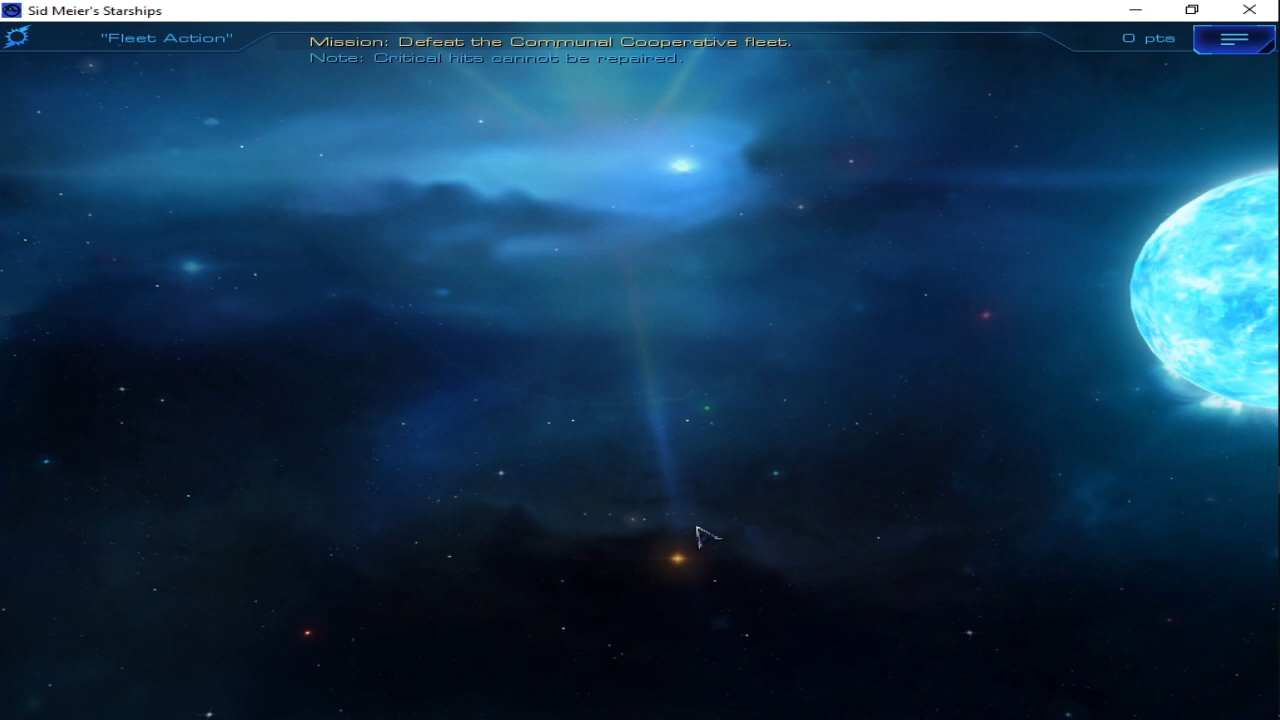 Sid Meier's Starships
"Fleet Action"
Mission: Defeat the Communal Cooperative fleet.
0 pts
Note: Critical hits cannot be repaired.